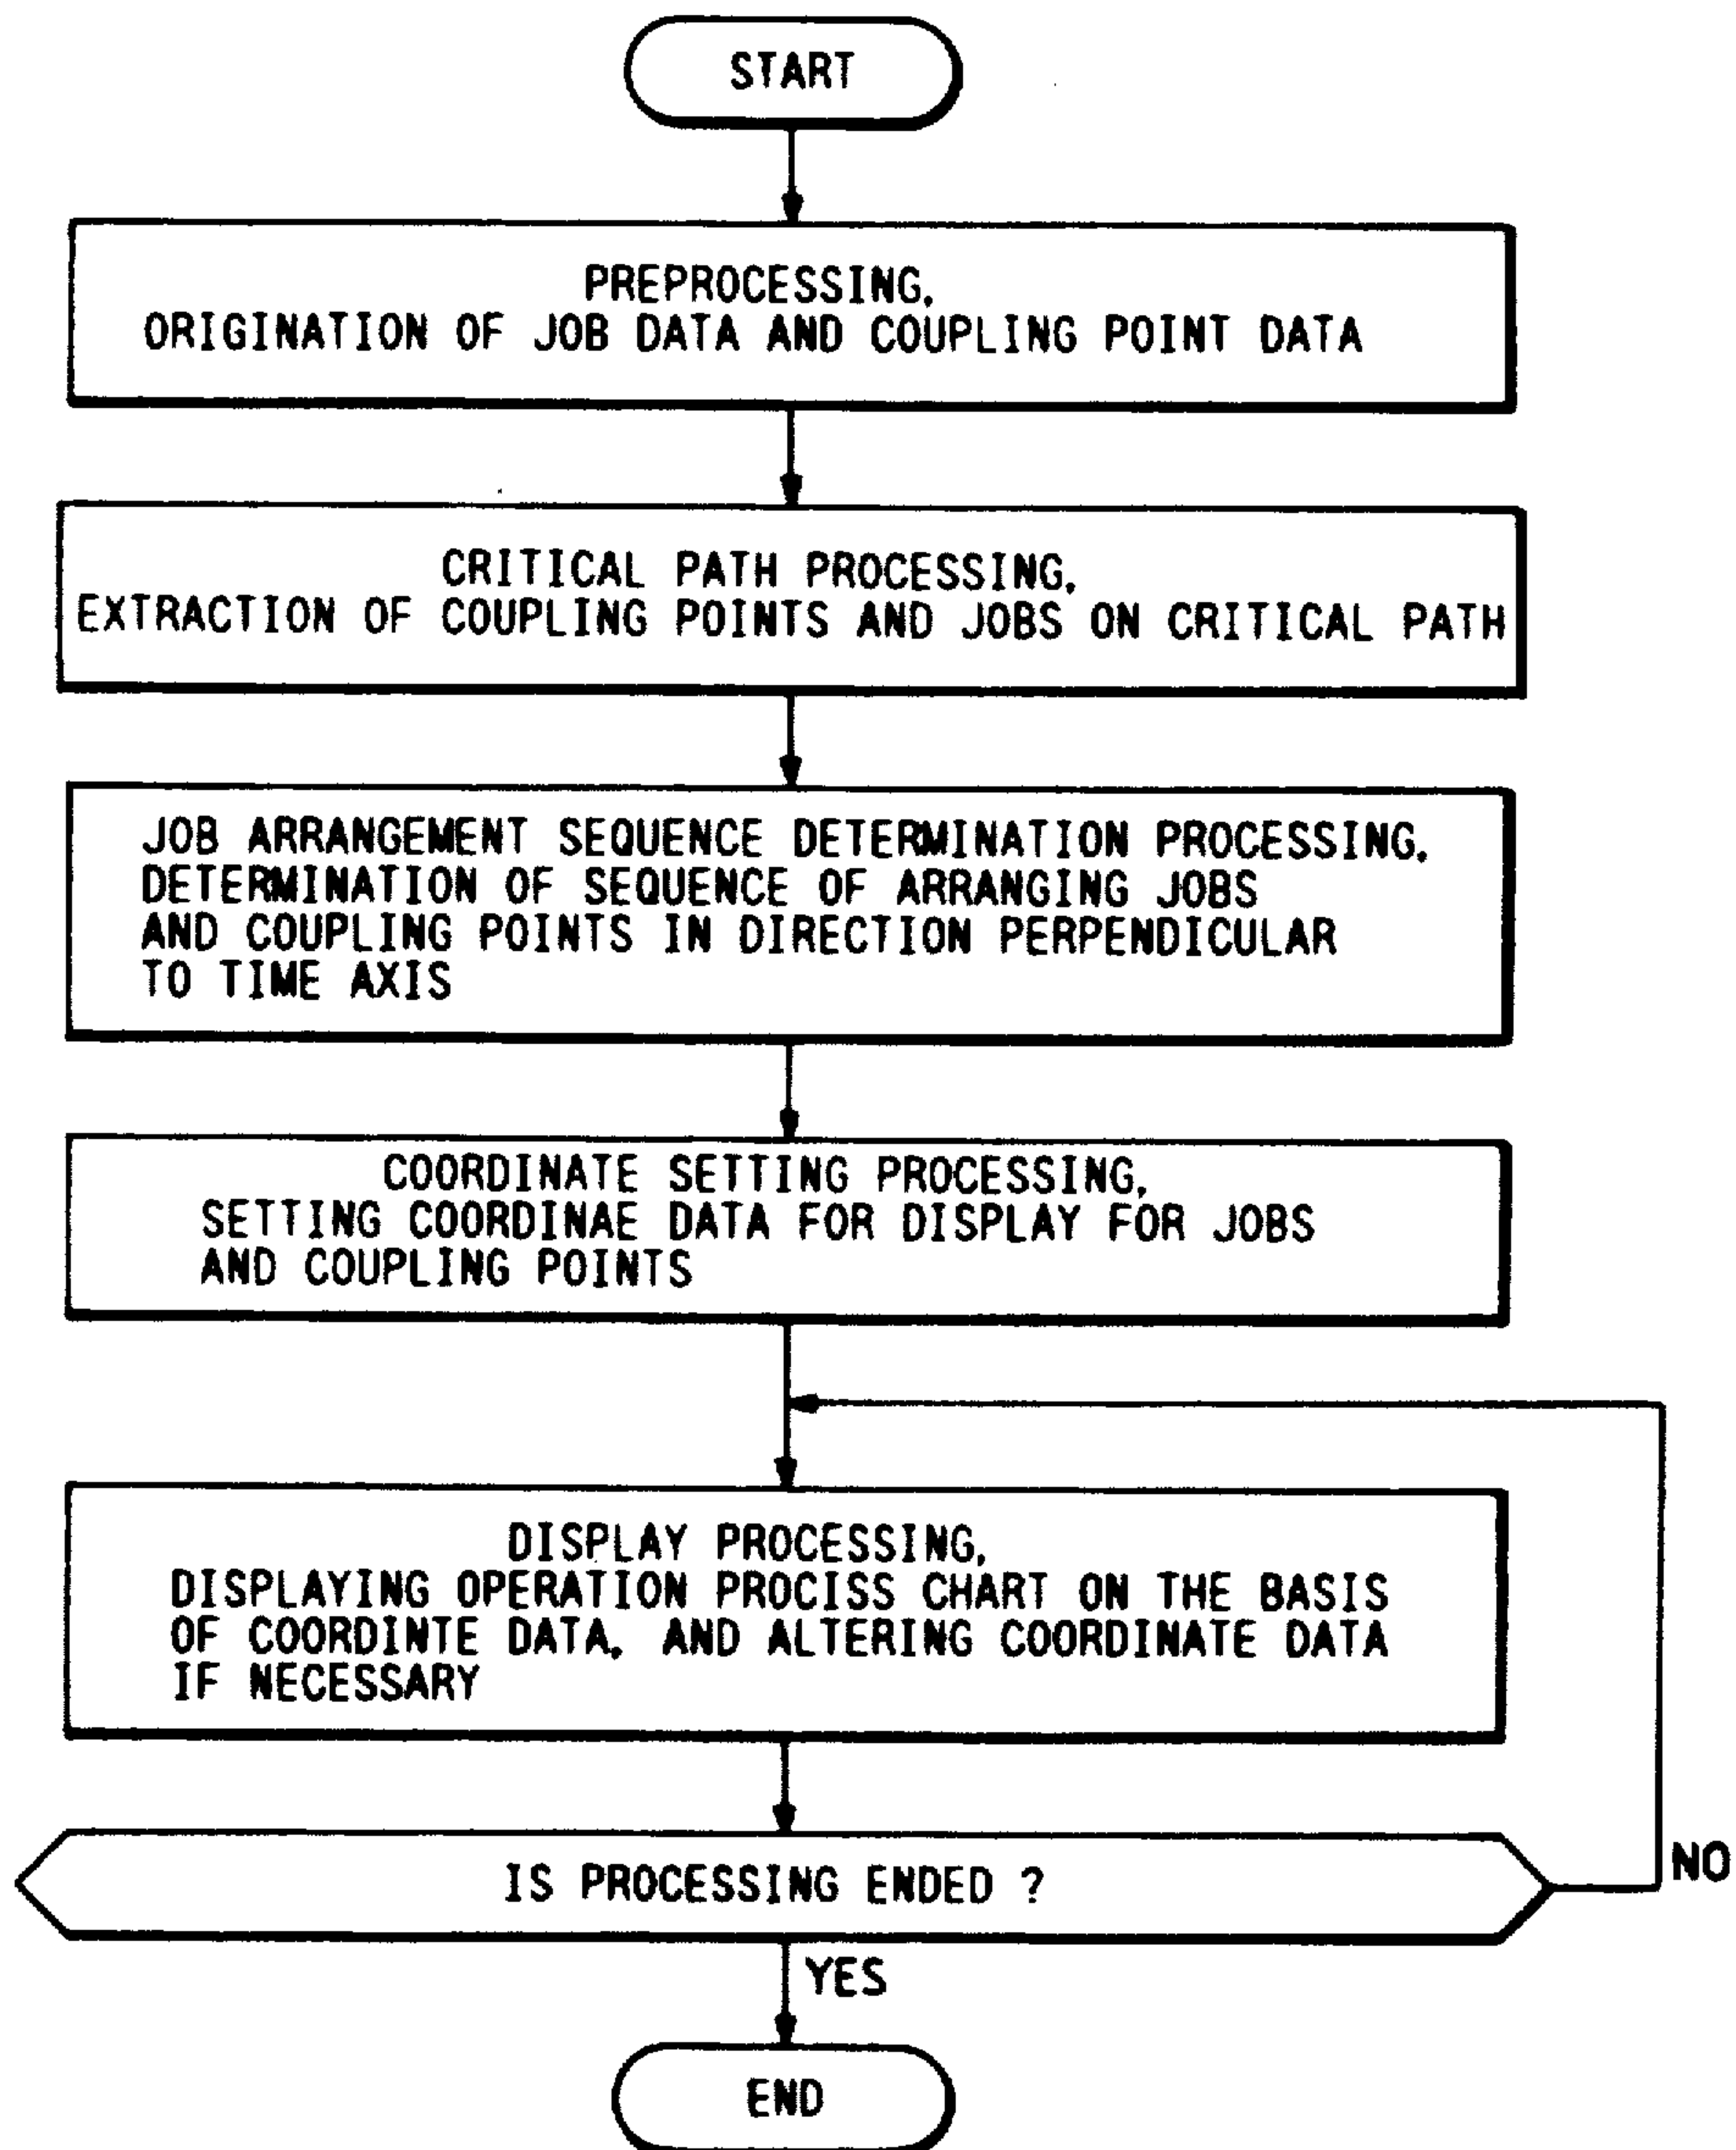 START
PREPROCESSING,
ORIGINATION OF JOB DATA AND COUPLING POINT DATA
CRITICAL PATH PROCESSING,
EXTRACTION OF COUPLING POINTS AND JOBS ON CRITICAL PATH
JOB ARRANGEMENT SEQUENCE DETERMINATION PROCESSING,
DETERMINATION OF SEQUENCE OF ARRANGING JOBS
AND COUPLING POINTS IN DIRECTION PERPENDICULAR
TO TIME AXIS
COORDINATE SETTING PROCESSING,
SETTING COORDINAE DATA FOR DISPLAY FOR JOBS
AND COUPLING POINTS
DISPLAY PROCESSING,
DISPLAYING OPERATION PROCISS CHART ON THE BASIS
OF COORDINTE DATA, AND ALTERING COORDINATE DATA
IF NECESSARY
IS PROCESSING ENDED ?
NO
YES
END